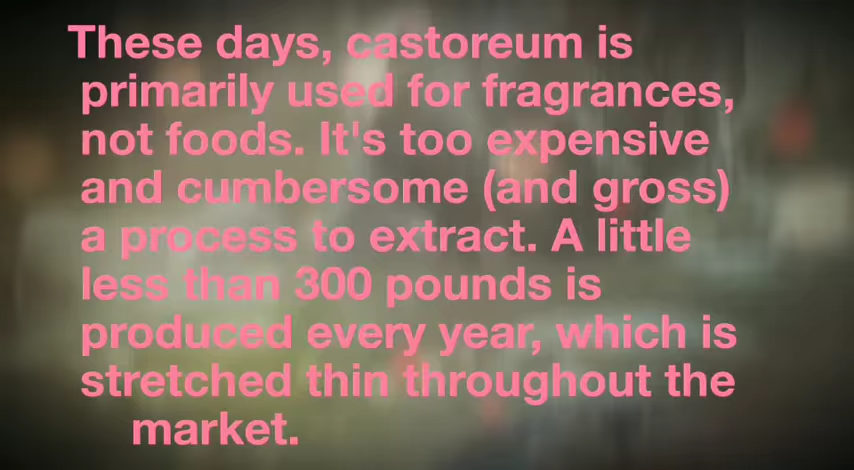 These days, castoreum is
primarily used for fragrances,
not foods. It's too expensive
and cumbersome (and gross)
a process to extract. A little
less than 300 pounds is
produced every year, which is
stretched thin throughout the
market.